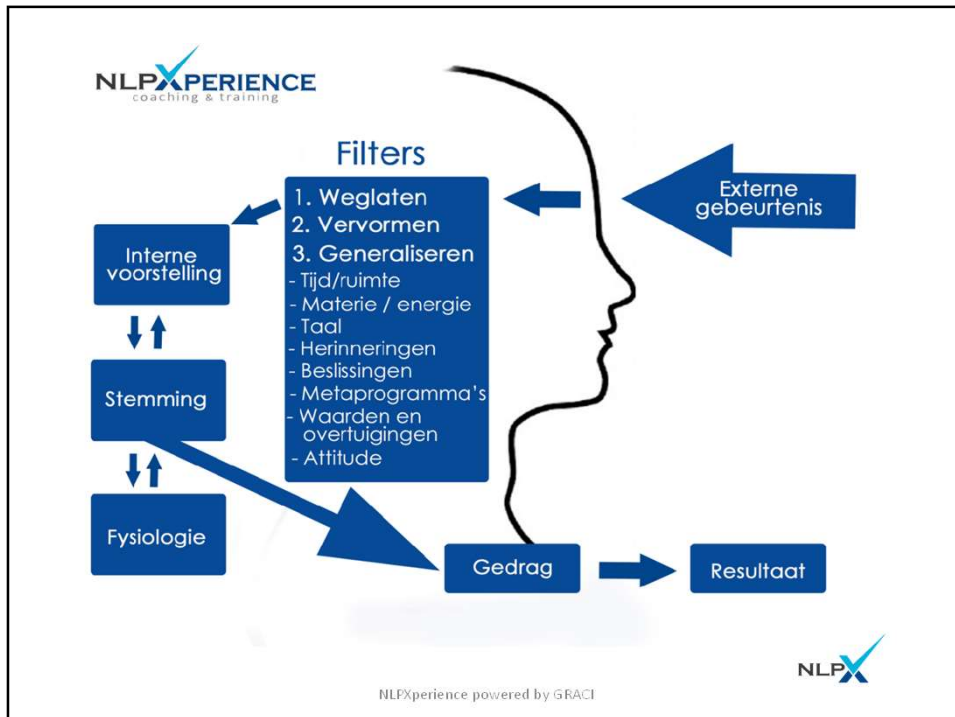 NLPXPERIENCE
coaching & training
Filters
Externe
gebeurtenis
1. Weglaten
2. Vervormen
3. Generaliseren
- Tijd/ruimte
- Materie / energie
- Taal
- Herinneringen
- Beslissingen
- Metaprogramma's
- Waarden en
overtuigingen
- Attitude
Interne
voorstelling
Stemming
Fysiologie
Gedrag
Resultaat
NLPX
NLPXperience powered by GRACI